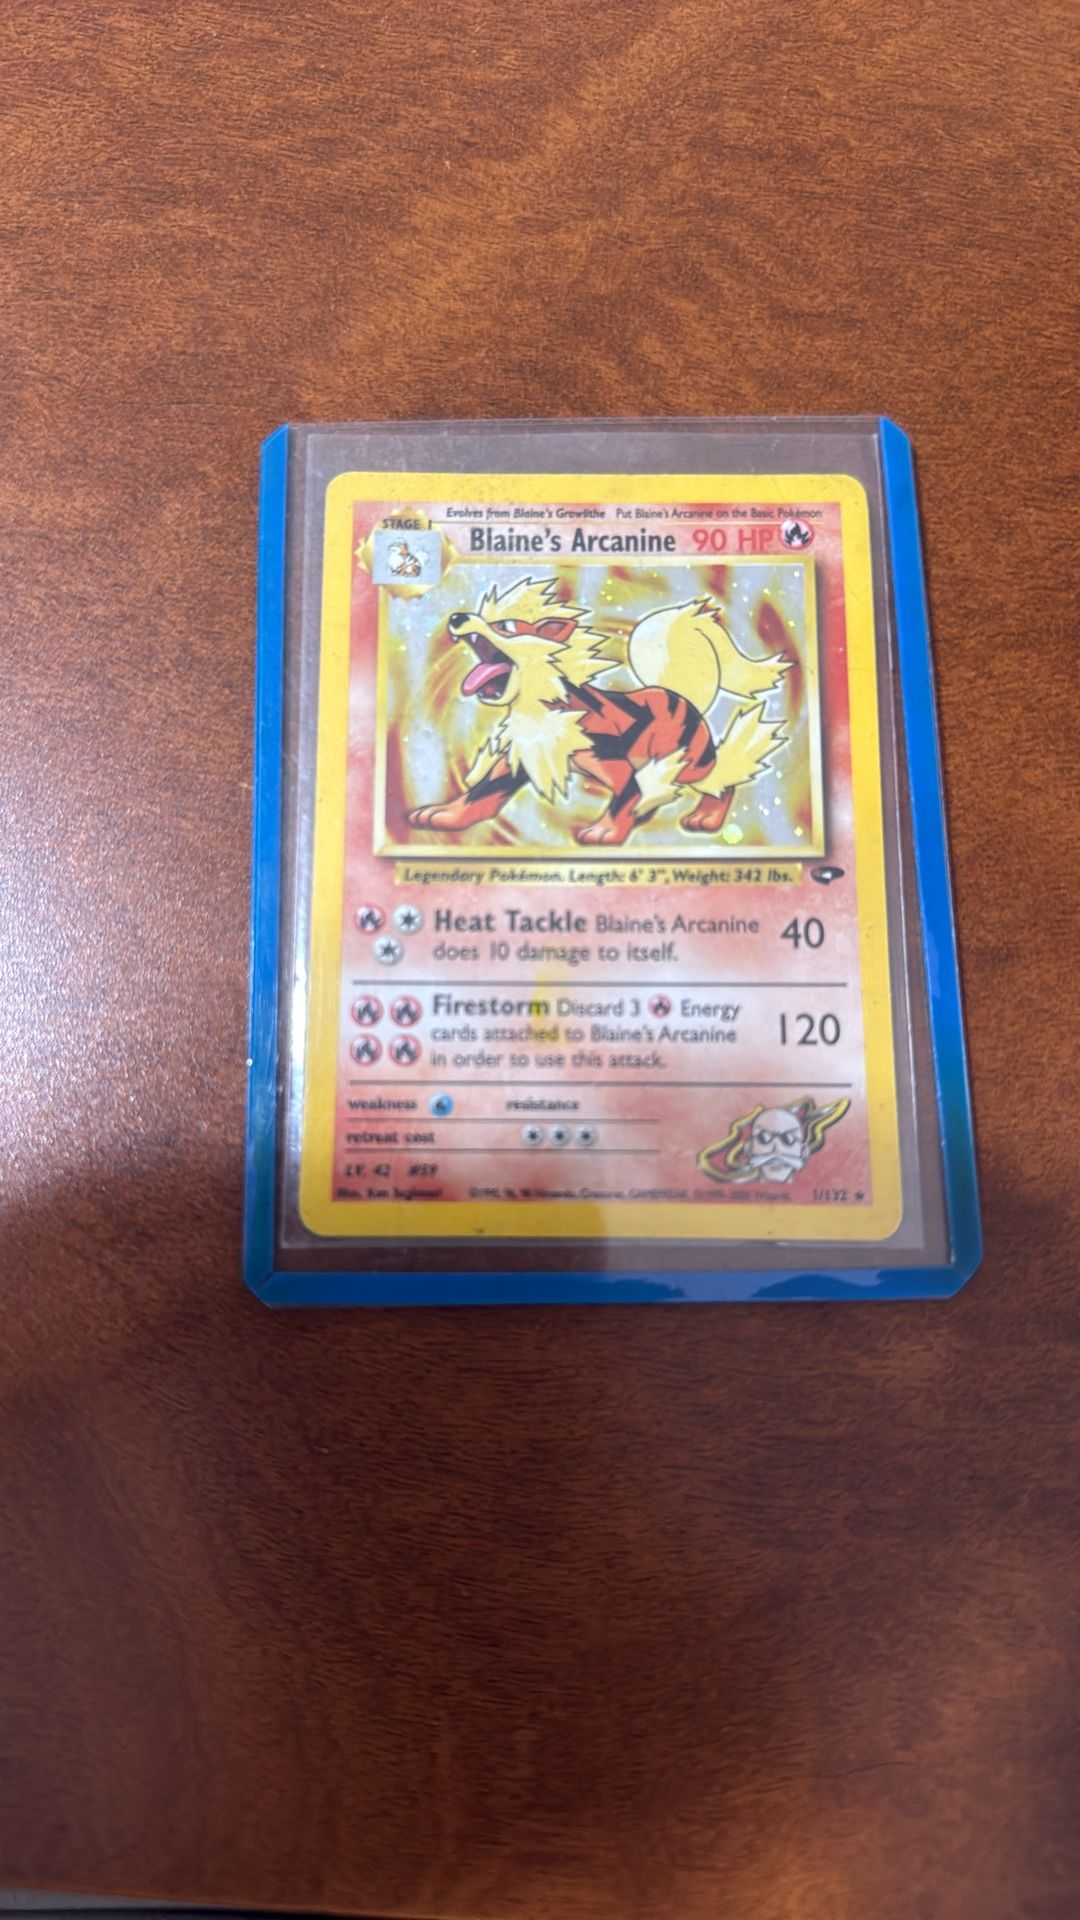 Evolves from Blaine's Growlithe Put Blaine's Arcanine on the Basic Pokémon
STAGE 1
Blaine's Arcanine 90 HP
Legendary Pokémon. Length: 6' 3", Weight: 342 lbs.
Heat Tackle Blaine's Arcanine 40
does 10 damage to itself.
Firestorm Discard 3 Energy
cards attached to Blaine's Arcanine 120
in order to use this attack.
weakness resistance
retreat cost
LV. 42 #59
Illus. Ken Sugimori
1/132 ★